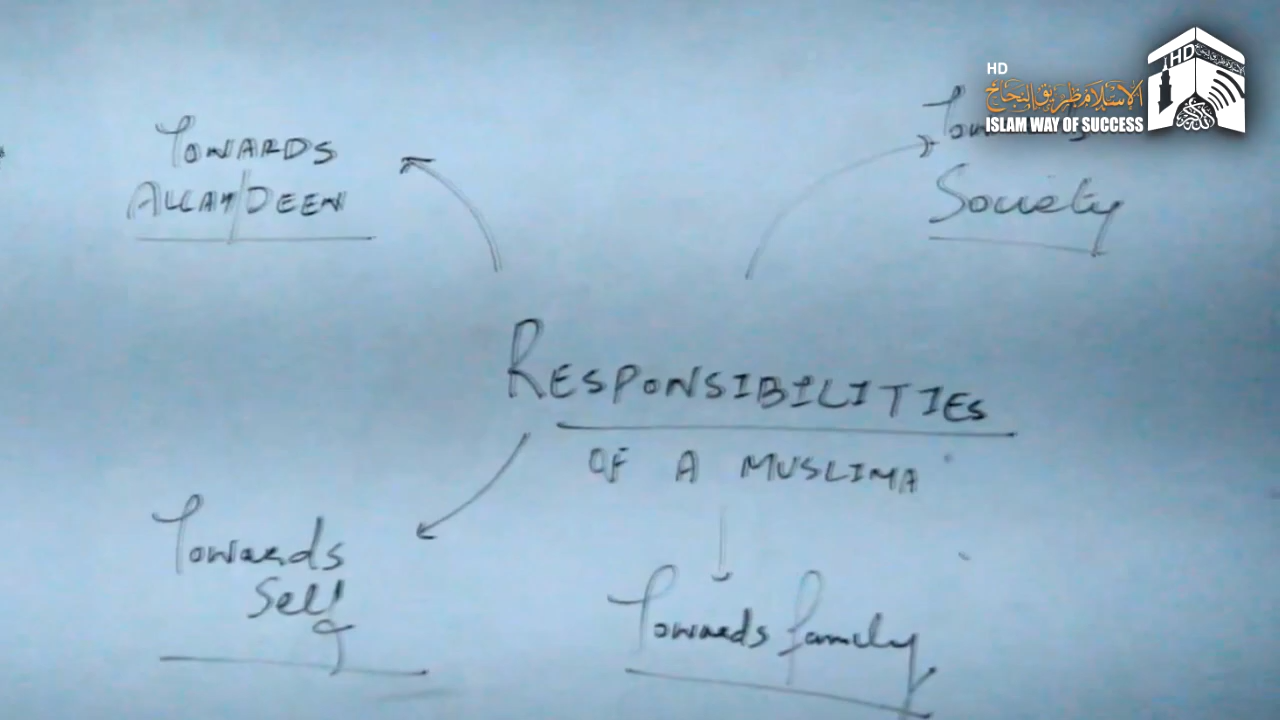 HD
الإسلام طريق النجاح
ISLAM WAY OF SUCCESS
HD
TOWARDS
ALLAH/DEEN
Society
RESPONSIBILITIES
OF A MUSLIMA
Towards
Self
Towards family